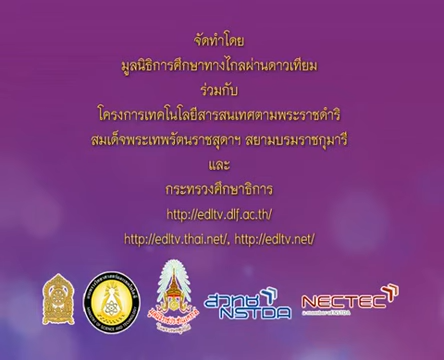 จัดทำโดย
มูลนิธิการศึกษาทางไกลผ่านดาวเทียม
ร่วมกับ
โครงการเทคโนโลยีสารสนเทศตามพระราชดำริ
สมเด็จพระเทพรัตนราชสุดาฯ สยามบรมราชกุมารี
และ
กระทรวงศึกษาธิการ
http://edltv.dlf.ac.th/
http://edltv.thai.net/, http://edltv.net/
สวทช
NSTDA
NECTEC
a member of NSTDA